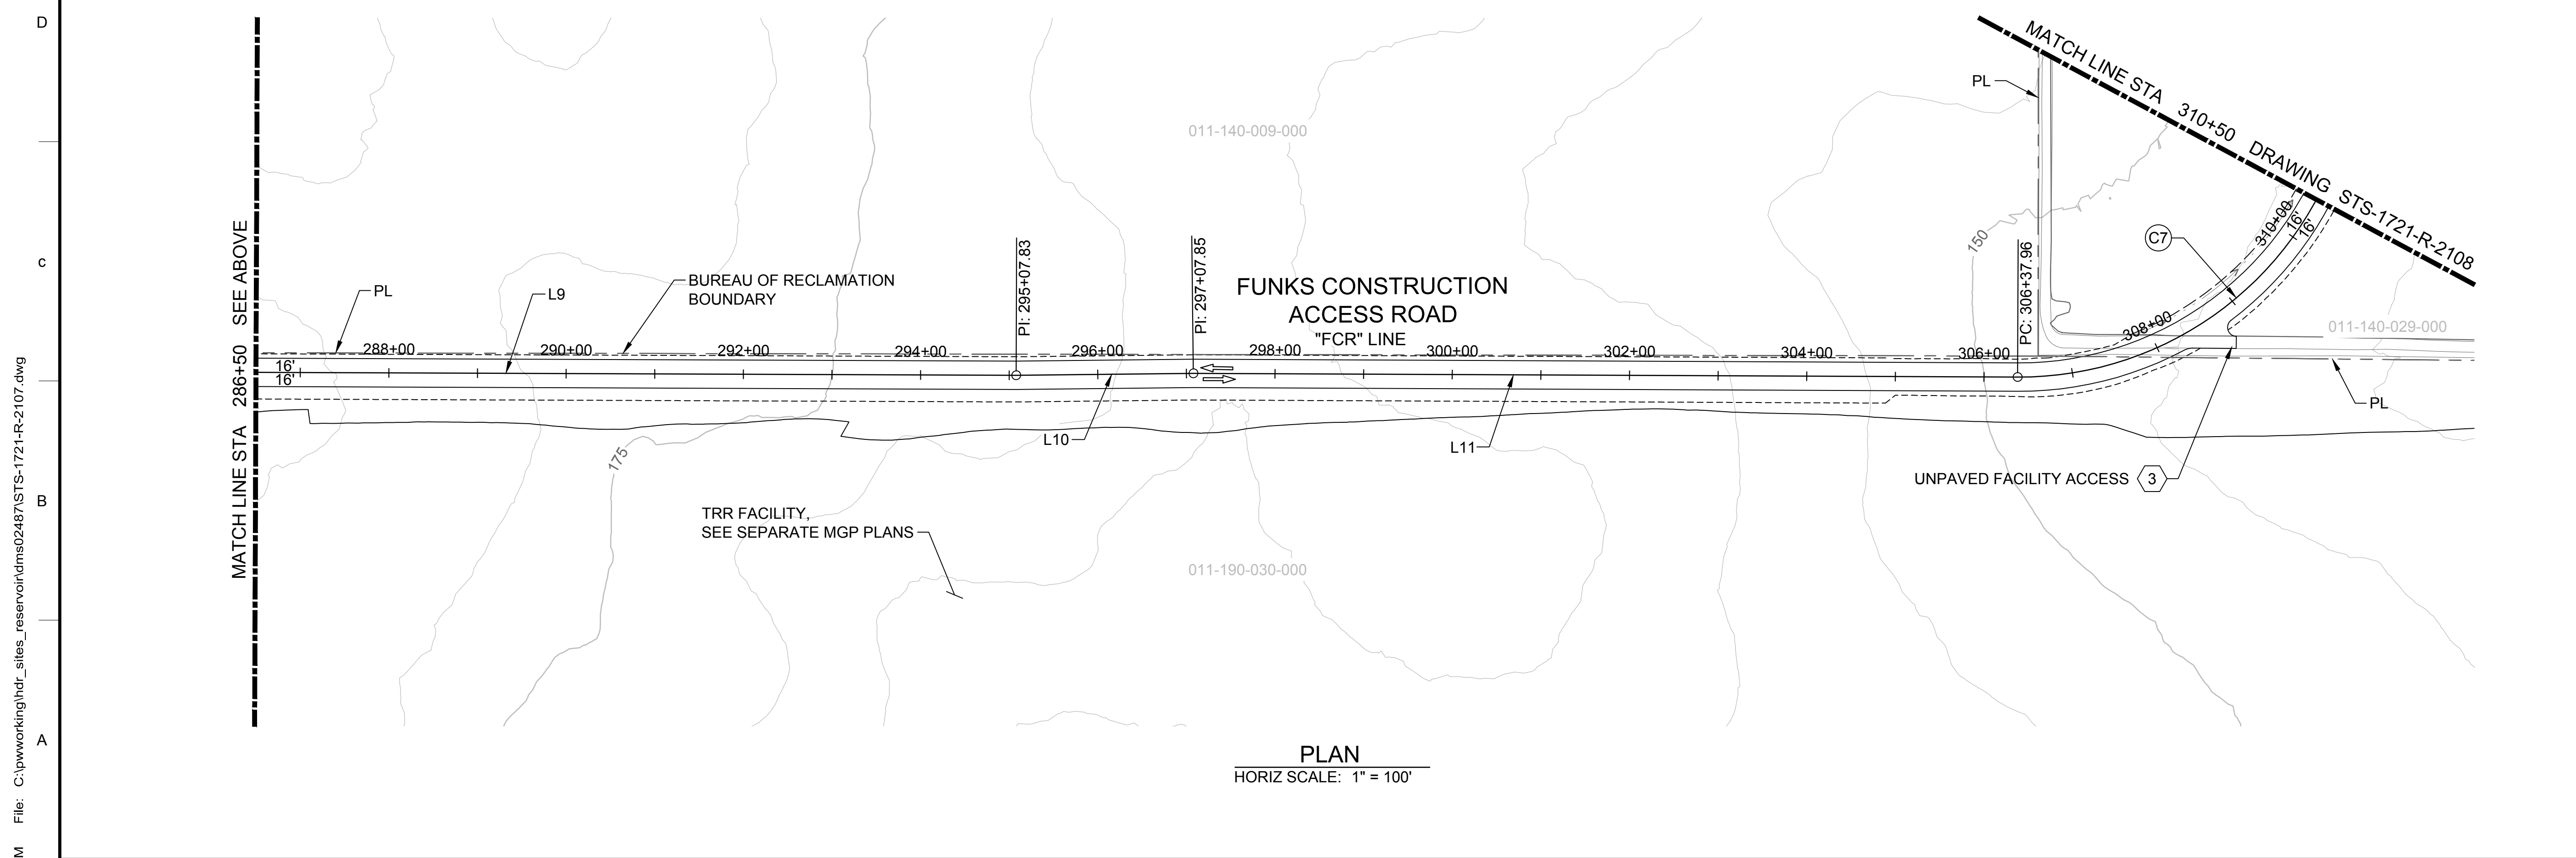 D
c
B
A
M File: C:\pwworking\hdr_sites_reservoir\dms02487\STS-1721-R-2107.dwg
MATCH LINE STA 286+50 SEE ABOVE
PL
L9
BUREAU OF RECLAMATION
BOUNDARY
16'
16'
288+00
290+00
292+00
294+00
296+00
298+00
300+00
302+00
304+00
306+00
308+00
310+00
16'
16'
PI: 295+07.83
PI: 297+07.85
PC: 306+37.96
FUNKS CONSTRUCTION
ACCESS ROAD
"FCR" LINE
011-140-009-000
PL
MATCH LINE STA 310+50 DRAWING STS-1721-R-2108
150
C7
011-140-029-000
PL
L10
L11
175
UNPAVED FACILITY ACCESS 3
TRR FACILITY,
SEE SEPARATE MGP PLANS
011-190-030-000
PLAN
HORIZ SCALE: 1" = 100'